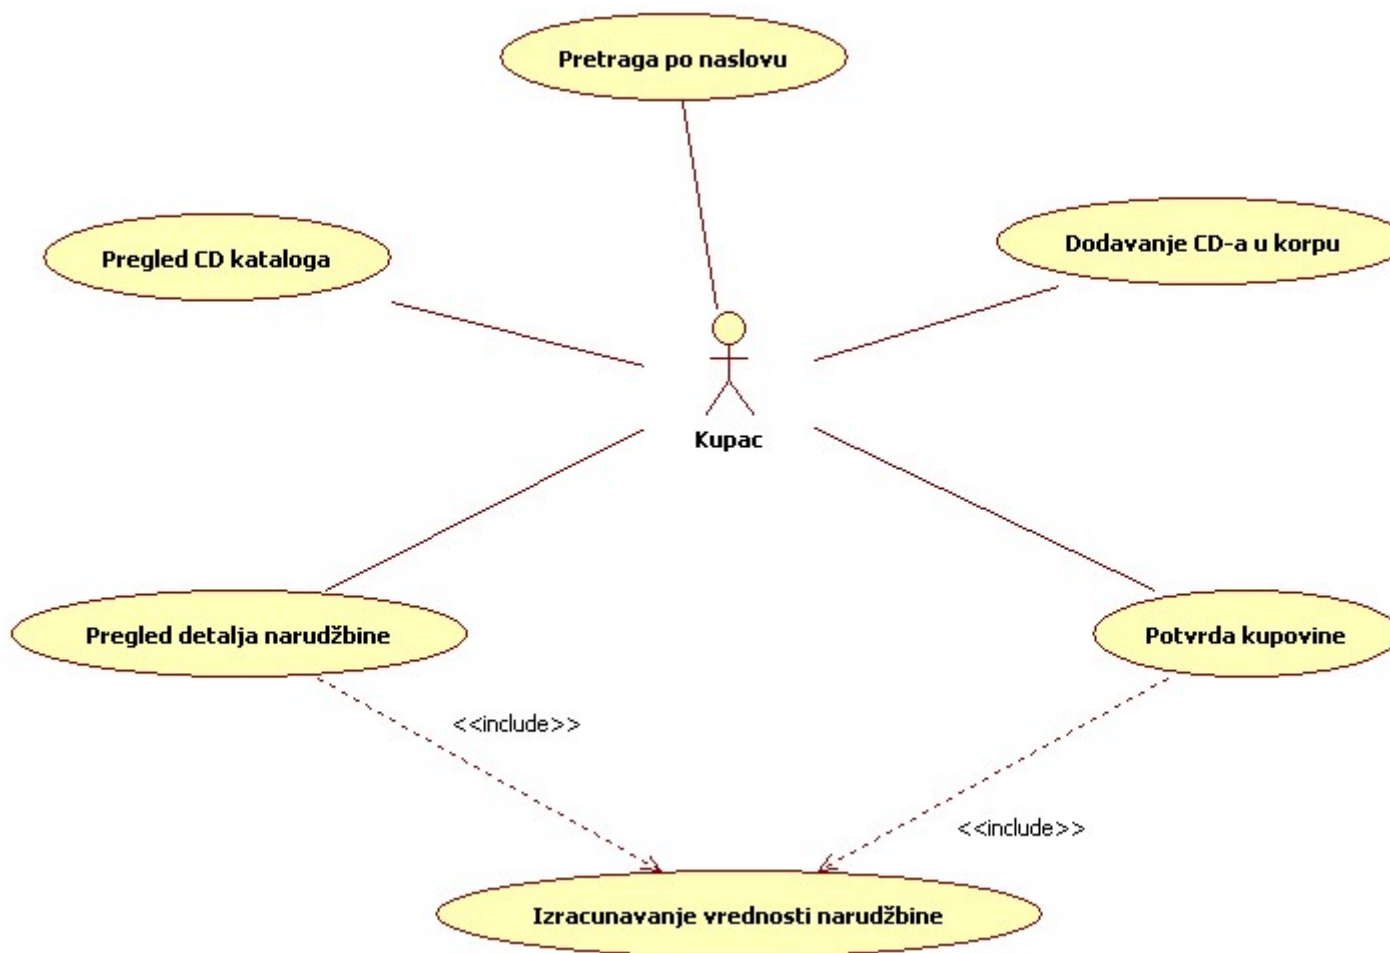 Pretraga po naslovu
Pregled CD kataloga
Dodavanje CD-a u korpu
Kupac
Pregled detalja narudžbine
Potvrda kupovine
<<include>>
<<include>>
Izracunavanje vrednosti narudžbine